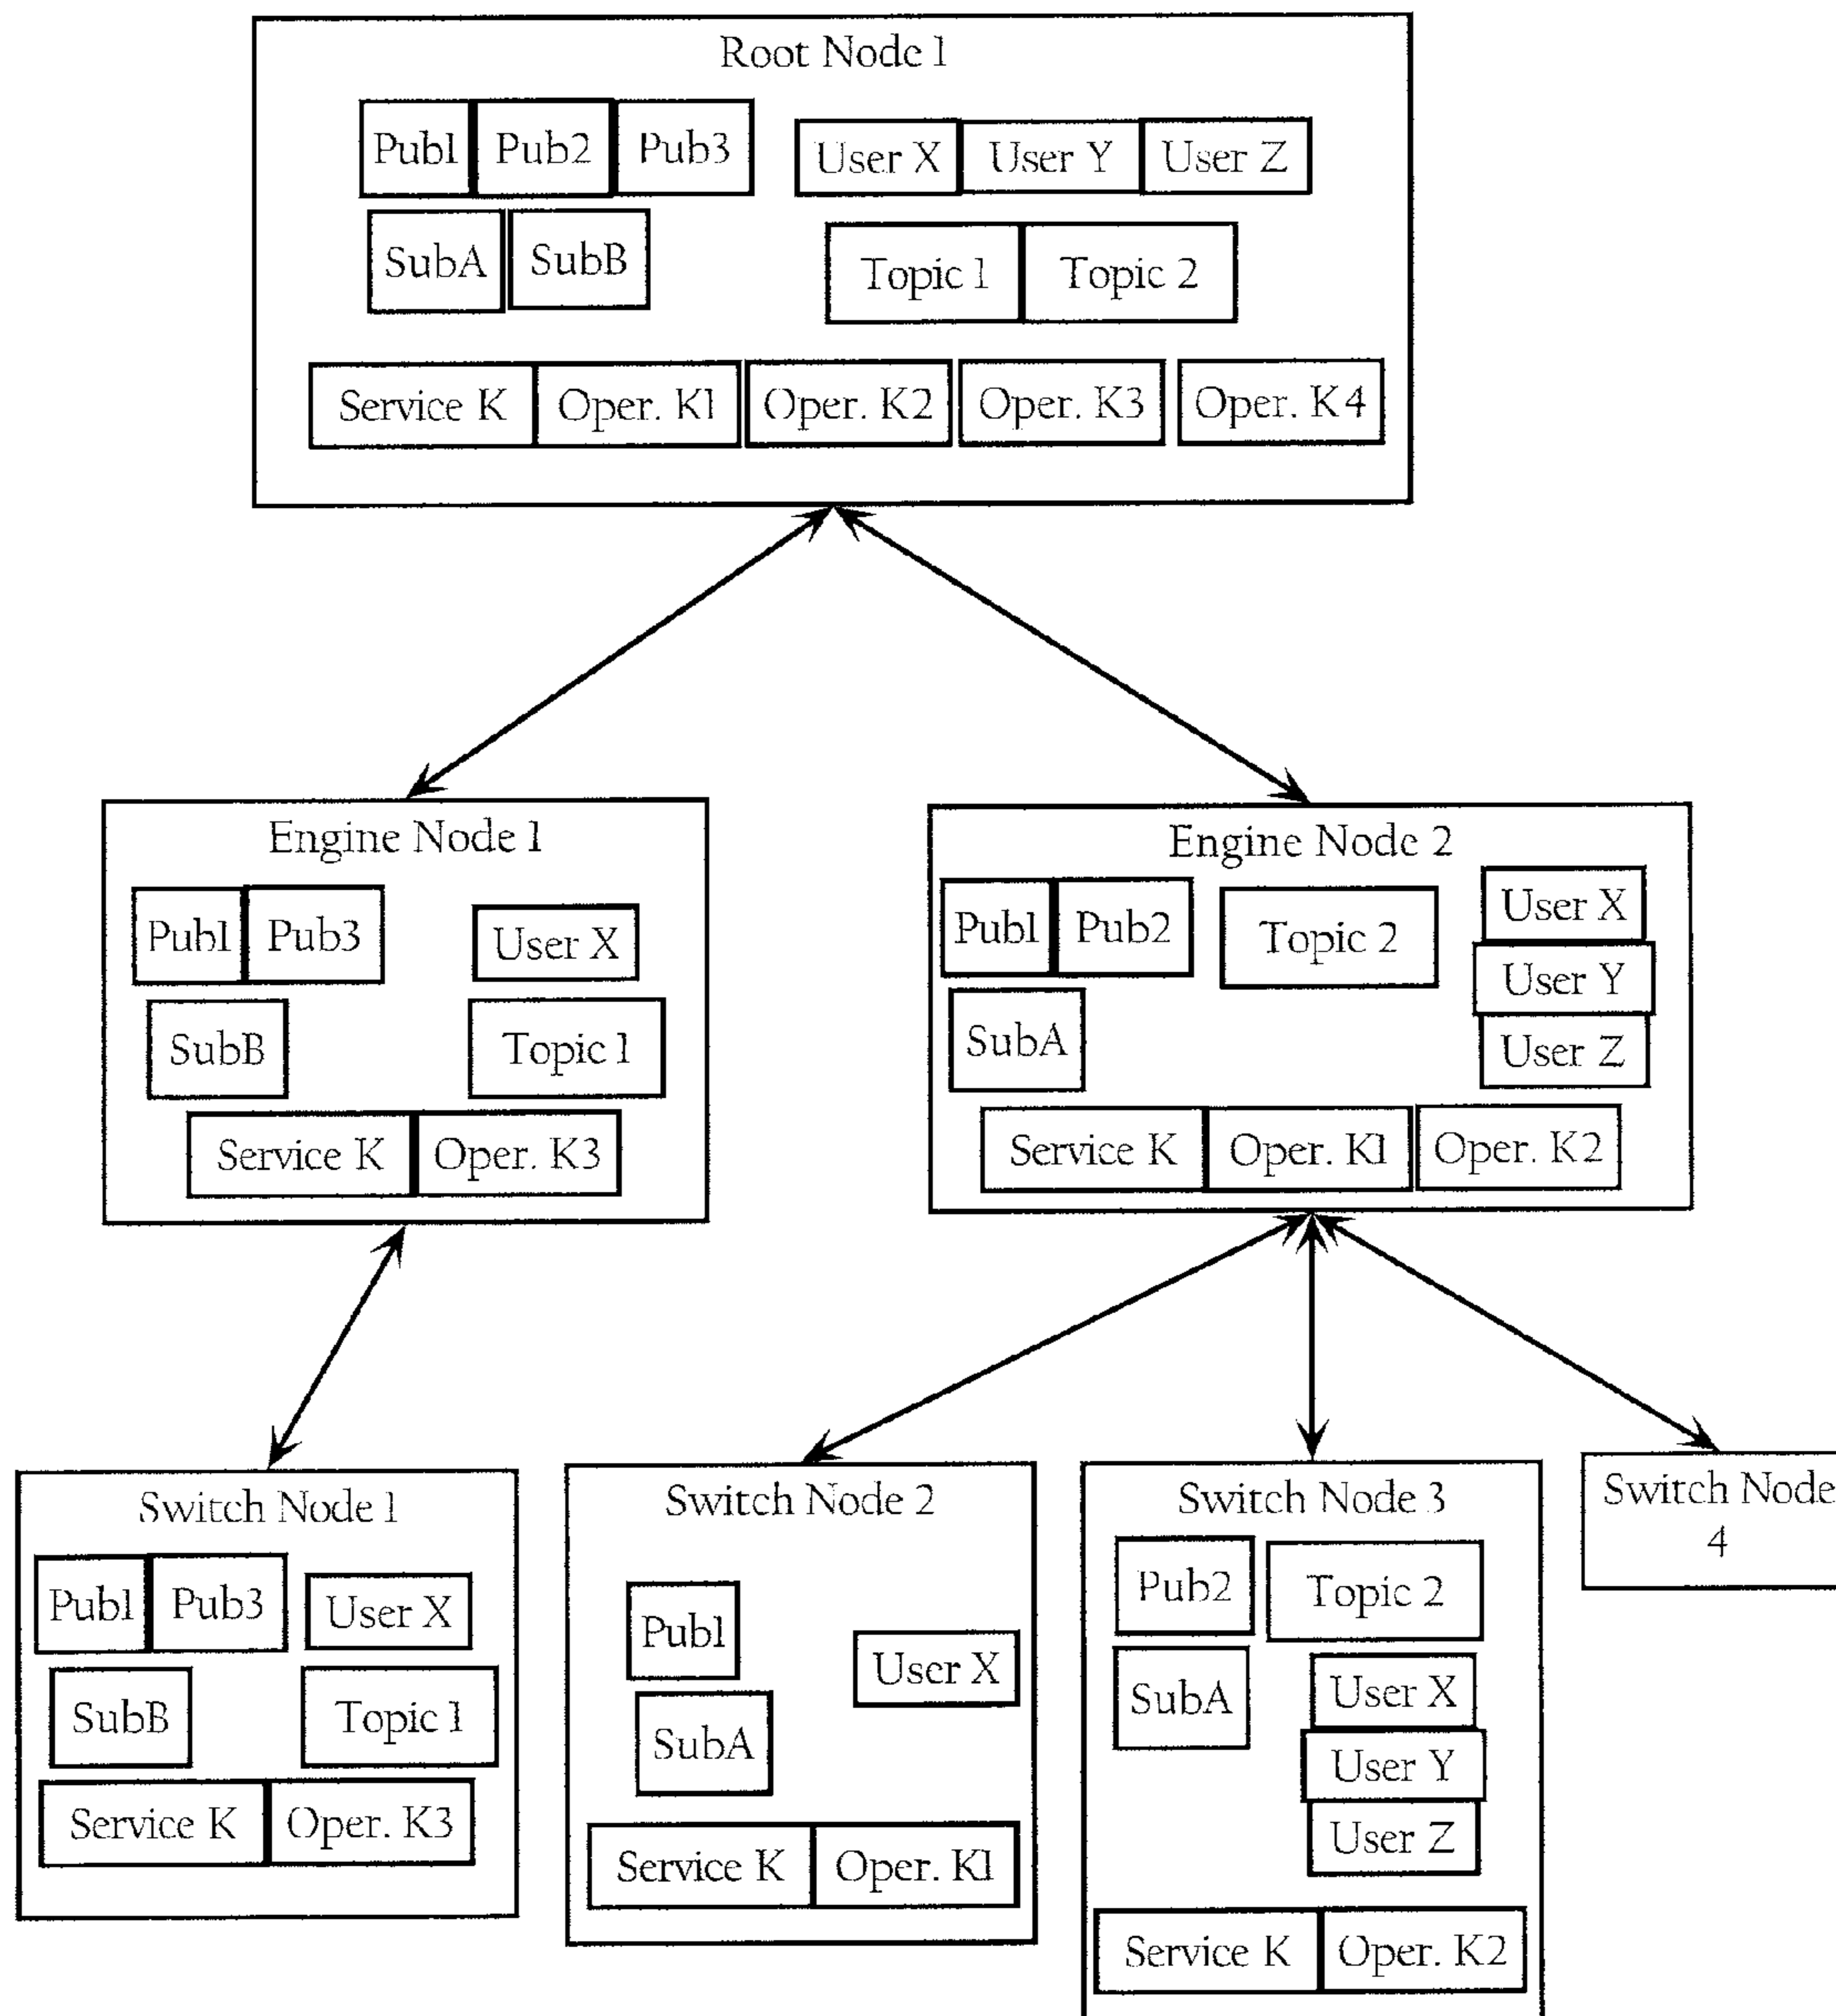 Root Node 1
Pub1 Pub2 Pub3 User X User Y User Z
SubA SubB Topic 1 Topic 2
Service K Oper. K1 Oper. K2 Oper. K3 Oper. K4
Engine Node 1
Pub1 Pub3 User X
SubB Topic 1
Service K Oper. K3
Engine Node 2
Pub1 Pub2 Topic 2 User X
User Y
SubA User Z
Service K Oper. K1 Oper. K2
Switch Node 1
Pub1 Pub3 User X
SubB Topic 1
Service K Oper. K3
Switch Node 2
Pub1
User X
SubA
Service K Oper. K1
Switch Node 3
Pub2 Topic 2
SubA User X
User Y
User Z
Service K Oper. K2
Switch Node
4